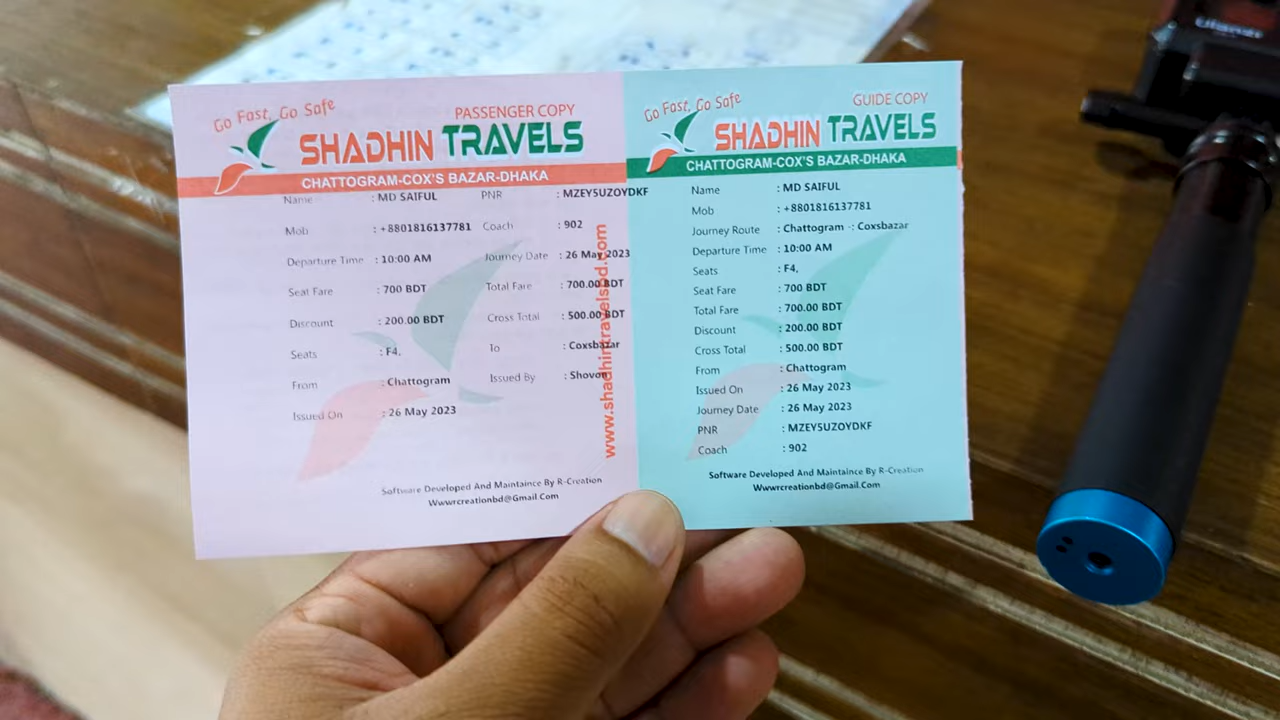 Go Fast, Go Safe
PASSENGER COPY
SHADHIN TRAVELS
CHATTOGRAM-COX'S BAZAR-DHAKA
Name : MD SAIFUL PNR : MZEY5UZOYDKF
Mob : +8801816137781 Coach : 902
Departure Time : 10:00 AM Journey Date : 26 May 2023
Seat Fare : 700 BDT Total Fare : 700.00 BDT
Discount : 200.00 BDT Cross Total : 500.00 BDT
Seats : F4, To : Coxsbazar
From : Chattogram Issued By : Shovon
Issued On : 26 May 2023
www.shadhintravelsbd.com
Software Developed And Maintaince By R-Creation
Wwwrcreationbd@Gmail.Com
Go Fast, Go Safe
GUIDE COPY
SHADHIN TRAVELS
CHATTOGRAM-COX'S BAZAR-DHAKA
Name : MD SAIFUL
Mob : +8801816137781
Journey Route : Chattogram -: Coxsbazar
Departure Time : 10:00 AM
Seats : F4,
Seat Fare : 700 BDT
Total Fare : 700.00 BDT
Discount : 200.00 BDT
Cross Total : 500.00 BDT
From : Chattogram
Issued On : 26 May 2023
Journey Date : 26 May 2023
PNR : MZEY5UZOYDKF
Coach : 902
Software Developed And Maintaince By R-Creation
Wwwrcreationbd@Gmail.Com